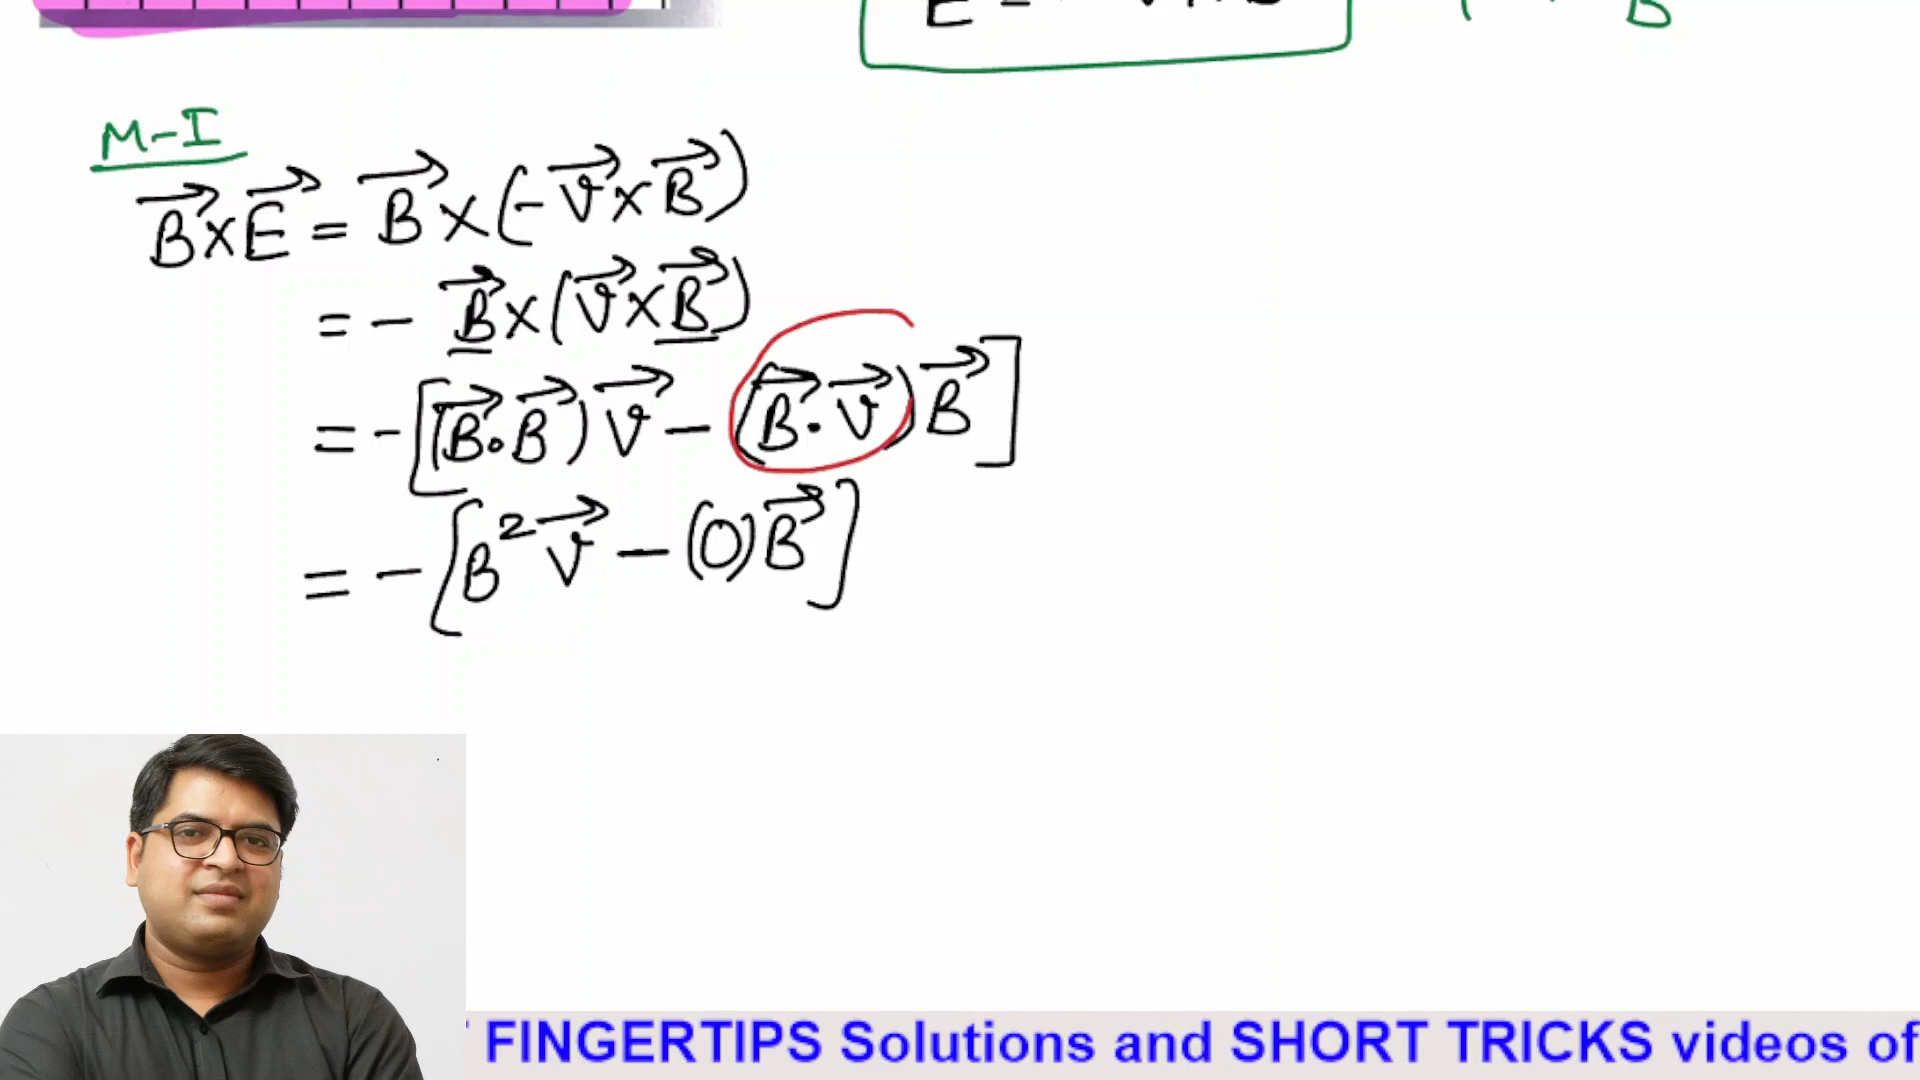 M-I
B⃗×E⃗ = B⃗×(-v⃗×B⃗)
= - B⃗×(v⃗×B⃗)
= -[(B⃗.B⃗)v⃗ - (B⃗.v⃗)B⃗]
= -[B²v⃗ - (0)B⃗]
FINGERTIPS Solutions and SHORT TRICKS videos of